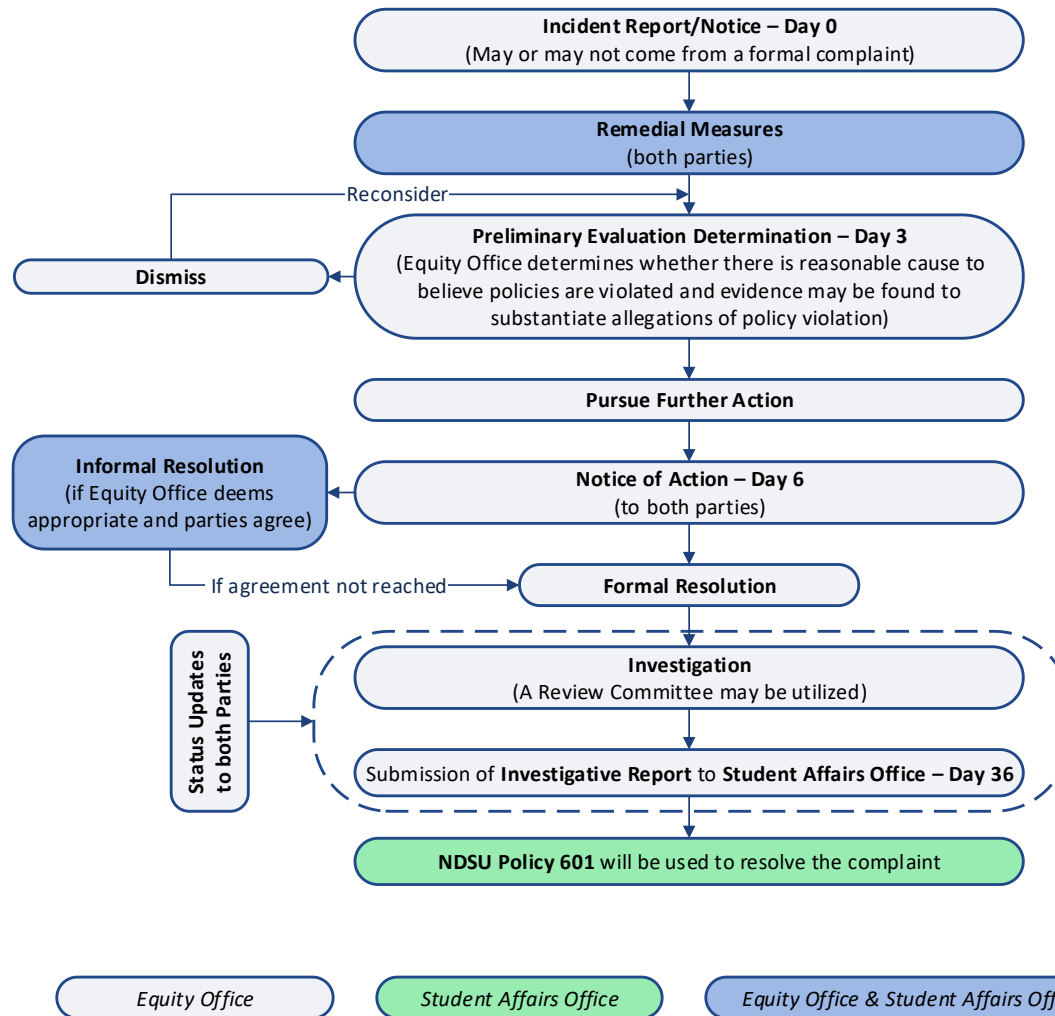 Incident Report/Notice – Day 0
(May or may not come from a formal complaint)
Remedial Measures
(both parties)
Reconsider
Preliminary Evaluation Determination – Day 3
(Equity Office determines whether there is reasonable cause to
believe policies are violated and evidence may be found to
substantiate allegations of policy violation)
Dismiss
Pursue Further Action
Informal Resolution
(if Equity Office deems
appropriate and parties agree)
Notice of Action – Day 6
(to both parties)
If agreement not reached
Formal Resolution
Status Updates
to both Parties
Investigation
(A Review Committee may be utilized)
Submission of Investigative Report to Student Affairs Office – Day 36
NDSU Policy 601 will be used to resolve the complaint
Equity Office
Student Affairs Office
Equity Office & Student Affairs Off